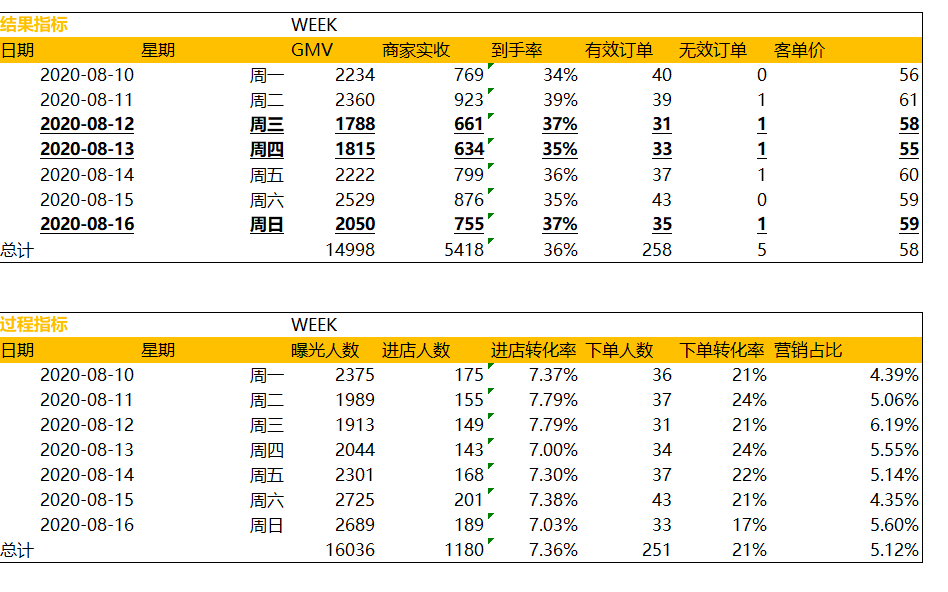 结果指标 WEEK
日期 星期 GMV 商家实收 到手率 有效订单 无效订单 客单价
2020-08-10 周一 2234 769 34% 40 0 56
2020-08-11 周二 2360 923 39% 39 1 61
2020-08-12 周三 1788 661 37% 31 1 58
2020-08-13 周四 1815 634 35% 33 1 55
2020-08-14 周五 2222 799 36% 37 1 60
2020-08-15 周六 2529 876 35% 43 0 59
2020-08-16 周日 2050 755 37% 35 1 59
总计 14998 5418 36% 258 5 58
过程指标 WEEK
日期 星期 曝光人数 进店人数 进店转化率 下单人数 下单转化率 营销占比
2020-08-10 周一 2375 175 7.37% 36 21% 4.39%
2020-08-11 周二 1989 155 7.79% 37 24% 5.06%
2020-08-12 周三 1913 149 7.79% 31 21% 6.19%
2020-08-13 周四 2044 143 7.00% 34 24% 5.55%
2020-08-14 周五 2301 168 7.30% 37 22% 5.14%
2020-08-15 周六 2725 201 7.38% 43 21% 4.35%
2020-08-16 周日 2689 189 7.03% 33 17% 5.60%
总计 16036 1180 7.36% 251 21% 5.12%